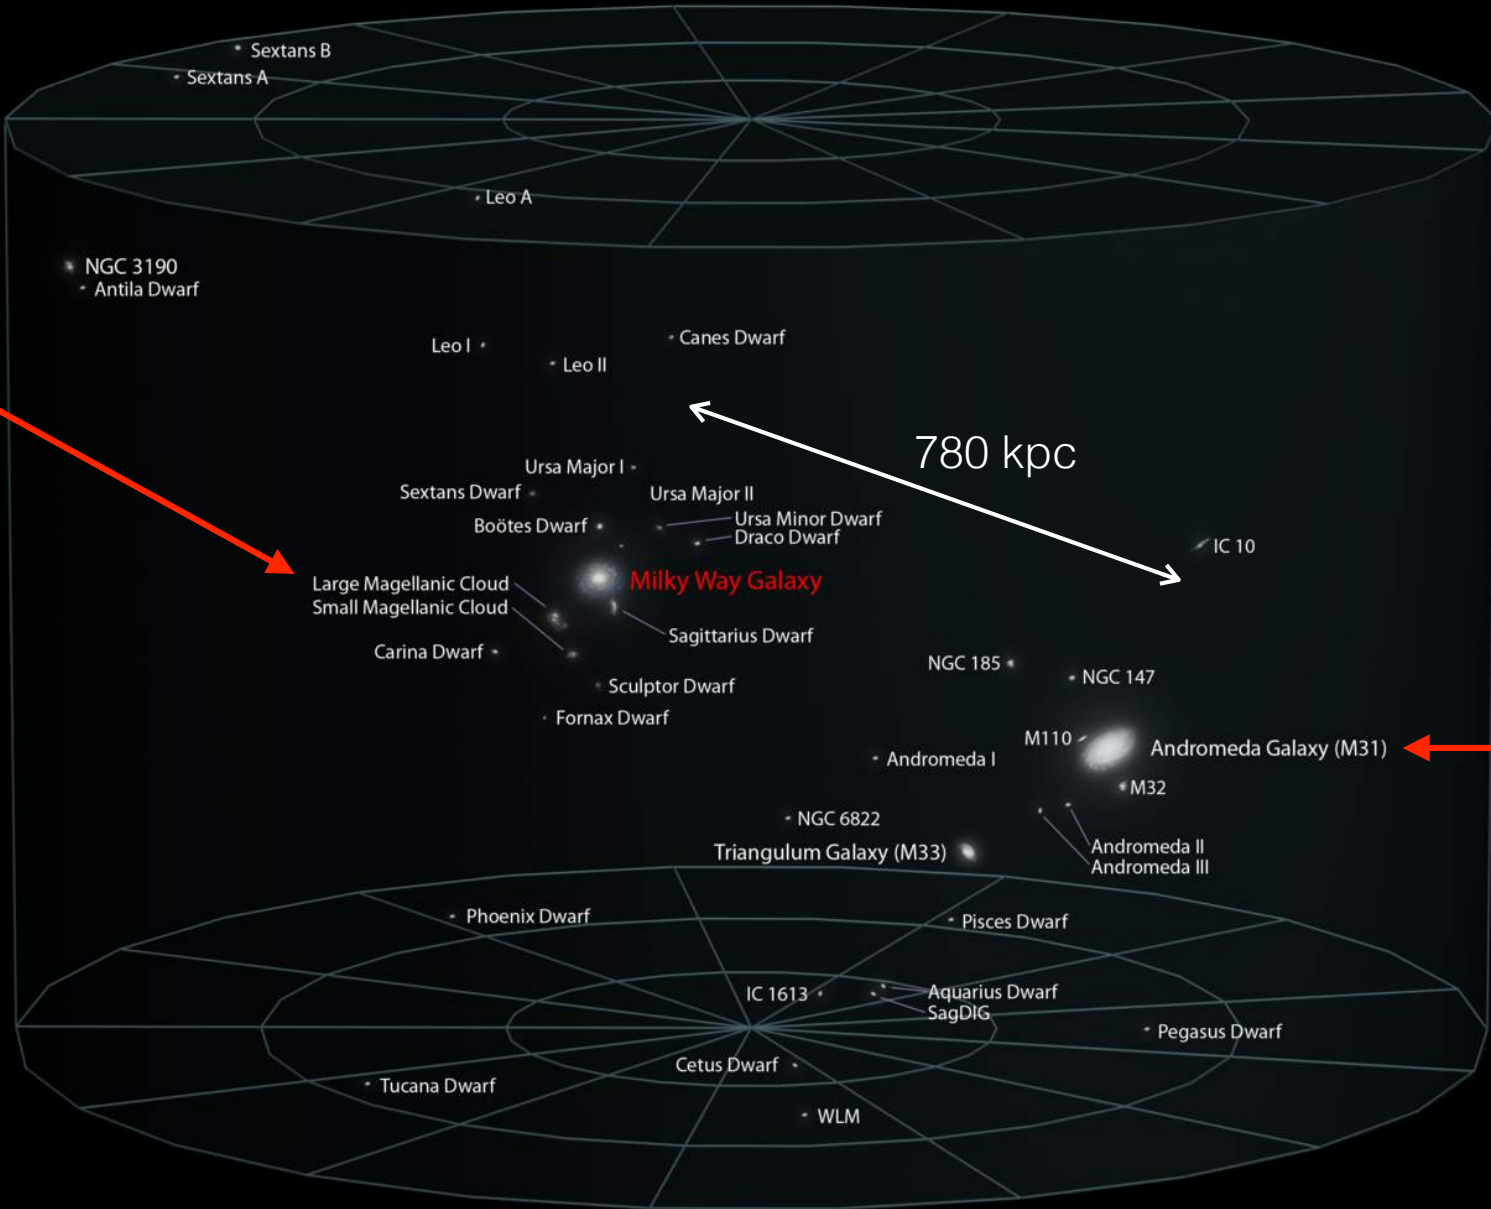 Sextans B
Sextans A
Leo A
NGC 3190
Antila Dwarf
Canes Dwarf
Leo I
Leo II
780 kpc
Ursa Major I
Sextans Dwarf
Ursa Major II
Boötes Dwarf
Ursa Minor Dwarf
Draco Dwarf
IC 10
Large Magellanic Cloud
Milky Way Galaxy
Small Magellanic Cloud
Sagittarius Dwarf
Carina Dwarf
NGC 185
NGC 147
Sculptor Dwarf
Fornax Dwarf
M110
Andromeda Galaxy (M31)
Andromeda I
M32
NGC 6822
Triangulum Galaxy (M33)
Andromeda II
Andromeda III
Phoenix Dwarf
Pisces Dwarf
IC 1613
Aquarius Dwarf
SagDIG
Pegasus Dwarf
Cetus Dwarf
Tucana Dwarf
WLM